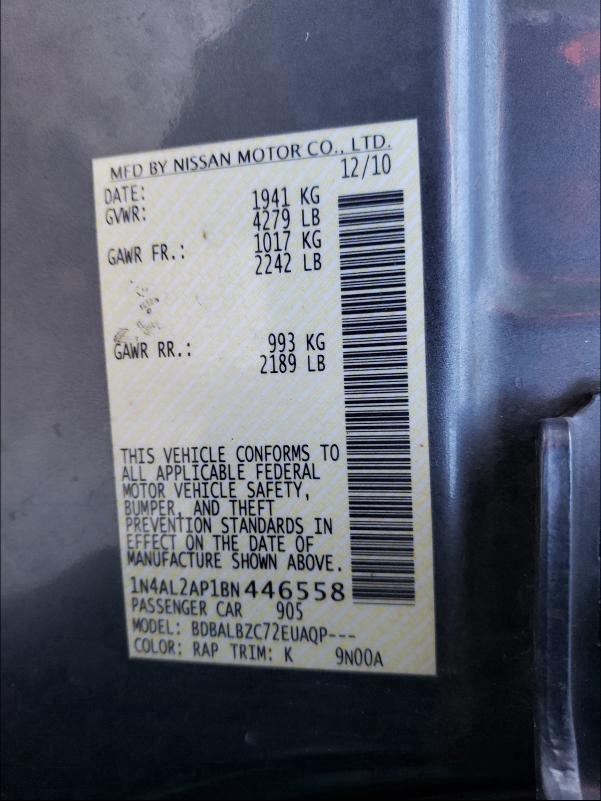 MFD BY NISSAN MOTOR CO., LTD.
DATE: 12/10
GVWR: 1941 KG
4279 LB
GAWR FR.: 1017 KG
2242 LB
GAWR RR.: 993 KG
2189 LB
THIS VEHICLE CONFORMS TO
ALL APPLICABLE FEDERAL
MOTOR VEHICLE SAFETY,
BUMPER, AND THEFT
PREVENTION STANDARDS IN
EFFECT ON THE DATE OF
MANUFACTURE SHOWN ABOVE.
1N4AL2AP1BN446558
PASSENGER CAR 905
MODEL: BDBALBZC72EUAQP---
COLOR: RAP TRIM: K 9N00A